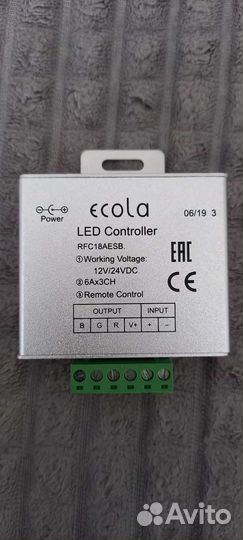 ecola
06/19 3
Power
LED Controller
RFC18AESB.
①Working Voltage:
12V/24VDC
②6Ax3CH
③Remote Control
EAC
CE
OUTPUT INPUT
B G R V+ + −
Avito